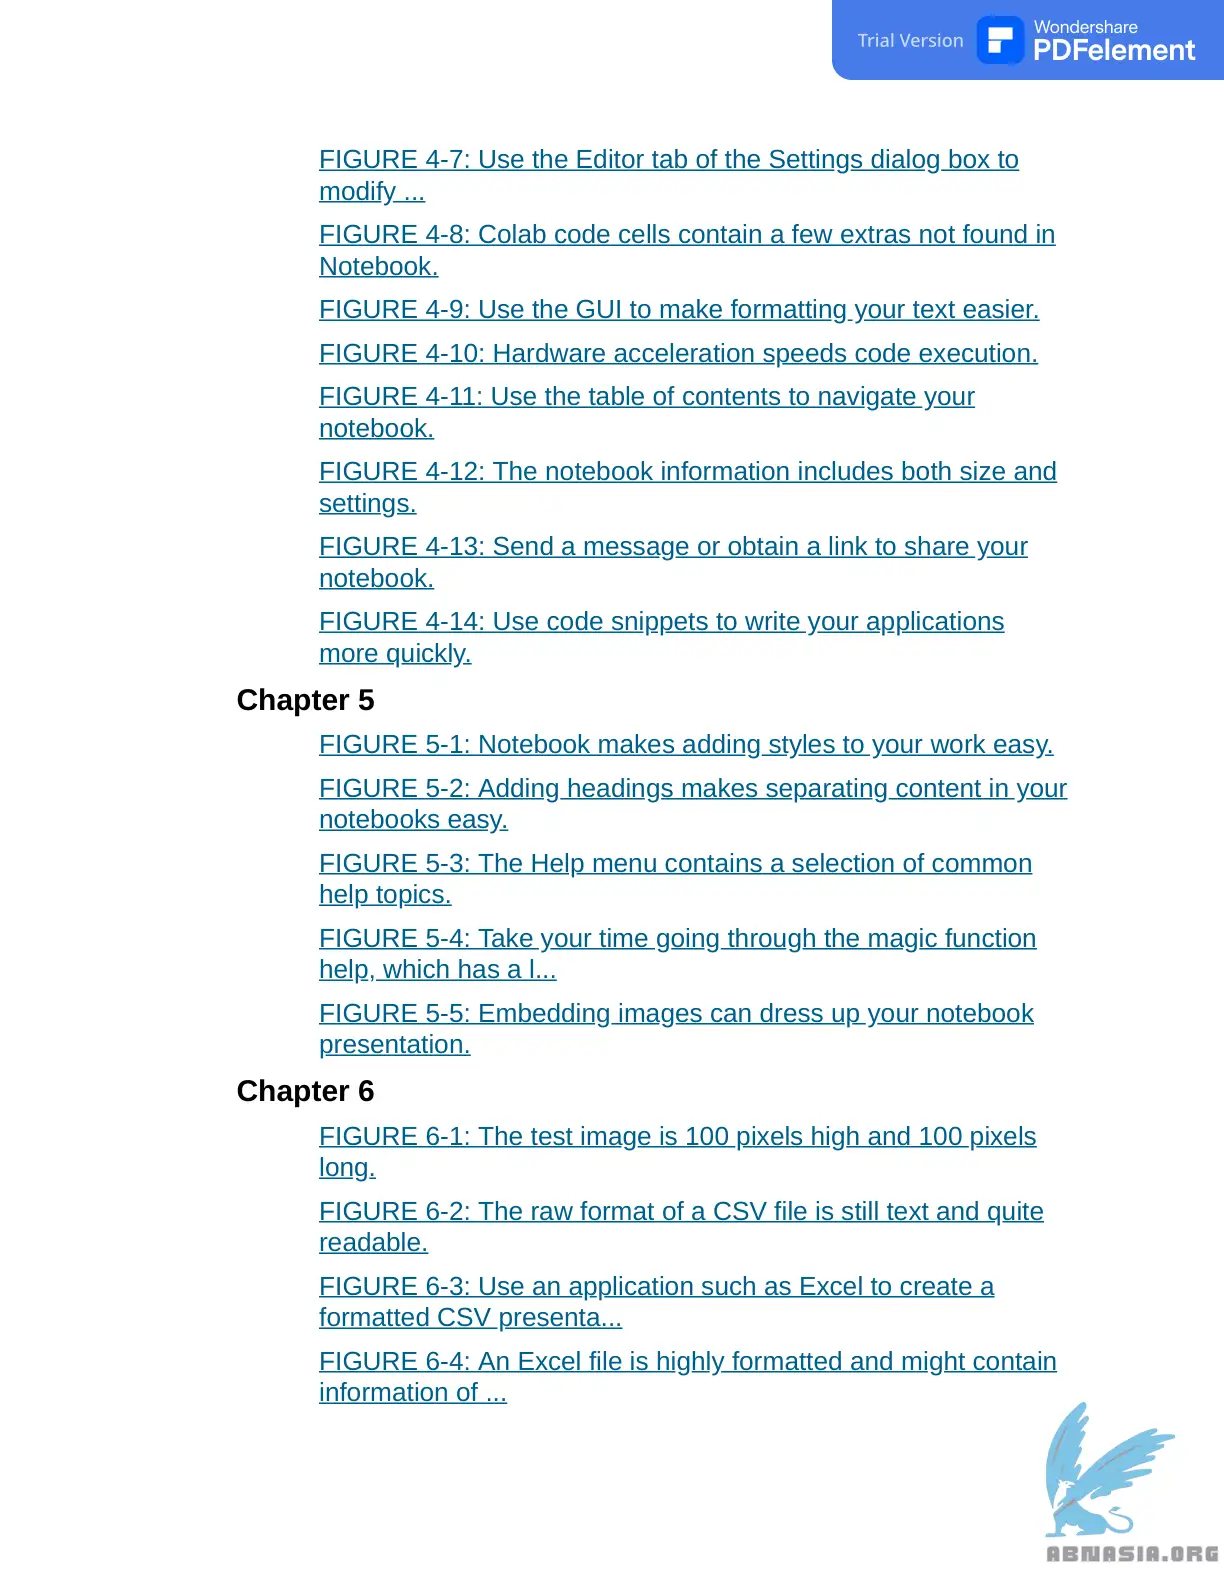 Trial Version
Wondershare
PDFelement
FIGURE 4-7: Use the Editor tab of the Settings dialog box to
modify ...
FIGURE 4-8: Colab code cells contain a few extras not found in
Notebook.
FIGURE 4-9: Use the GUI to make formatting your text easier.
FIGURE 4-10: Hardware acceleration speeds code execution.
FIGURE 4-11: Use the table of contents to navigate your
notebook.
FIGURE 4-12: The notebook information includes both size and
settings.
FIGURE 4-13: Send a message or obtain a link to share your
notebook.
FIGURE 4-14: Use code snippets to write your applications
more quickly.
Chapter 5
FIGURE 5-1: Notebook makes adding styles to your work easy.
FIGURE 5-2: Adding headings makes separating content in your
notebooks easy.
FIGURE 5-3: The Help menu contains a selection of common
help topics.
FIGURE 5-4: Take your time going through the magic function
help, which has a l...
FIGURE 5-5: Embedding images can dress up your notebook
presentation.
Chapter 6
FIGURE 6-1: The test image is 100 pixels high and 100 pixels
long.
FIGURE 6-2: The raw format of a CSV file is still text and quite
readable.
FIGURE 6-3: Use an application such as Excel to create a
formatted CSV presenta...
FIGURE 6-4: An Excel file is highly formatted and might contain
information of ...
ABNASIA.ORG